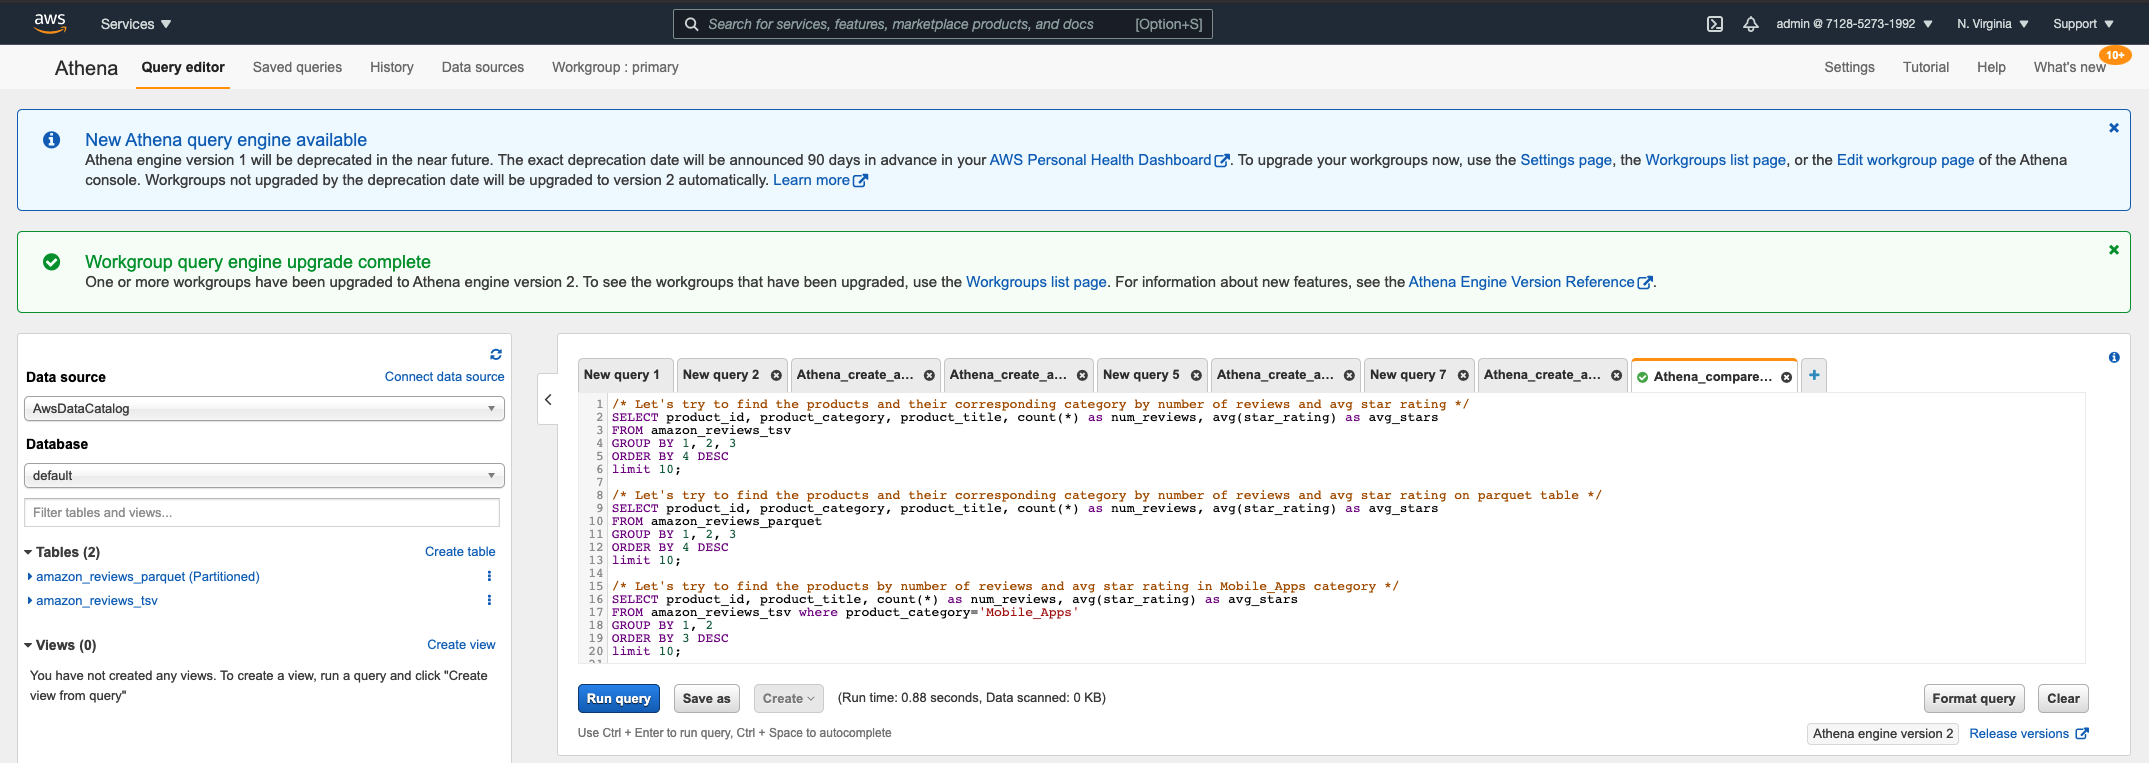 aws Services Search for services, features, marketplace products, and docs [Option+S] admin @ 7128-5273-1992 N. Virginia Support
Athena Query editor Saved queries History Data sources Workgroup : primary Settings Tutorial Help What's new 10+
New Athena query engine available
Athena engine version 1 will be deprecated in the near future. The exact deprecation date will be announced 90 days in advance in your AWS Personal Health Dashboard. To upgrade your workgroups now, use the Settings page, the Workgroups list page, or the Edit workgroup page of the Athena
console. Workgroups not upgraded by the deprecation date will be upgraded to version 2 automatically. Learn more
Workgroup query engine upgrade complete
One or more workgroups have been upgraded to Athena engine version 2. To see the workgroups that have been upgraded, use the Workgroups list page. For information about new features, see the Athena Engine Version Reference.
Data source Connect data source
AwsDataCatalog
Database
default
Filter tables and views...
Tables (2) Create table
amazon_reviews_parquet (Partitioned)
amazon_reviews_tsv
Views (0) Create view
You have not created any views. To create a view, run a query and click "Create
view from query"
New query 1 New query 2 Athena_create_a... Athena_create_a... New query 5 Athena_create_a... New query 7 Athena_create_a... Athena_compare... +
1 /* Let's try to find the products and their corresponding category by number of reviews and avg star rating */
2 SELECT product_id, product_category, product_title, count(*) as num_reviews, avg(star_rating) as avg_stars
3 FROM amazon_reviews_tsv
4 GROUP BY 1, 2, 3
5 ORDER BY 4 DESC
6 limit 10;
7
8 /* Let's try to find the products and their corresponding category by number of reviews and avg star rating on parquet table */
9 SELECT product_id, product_category, product_title, count(*) as num_reviews, avg(star_rating) as avg_stars
10 FROM amazon_reviews_parquet
11 GROUP BY 1, 2, 3
12 ORDER BY 4 DESC
13 limit 10;
14
15 /* Let's try to find the products by number of reviews and avg star rating in Mobile_Apps category */
16 SELECT product_id, product_title, count(*) as num_reviews, avg(star_rating) as avg_stars
17 FROM amazon_reviews_tsv where product_category='Mobile_Apps'
18 GROUP BY 1, 2
19 ORDER BY 3 DESC
20 limit 10;
21
Run query Save as Create (Run time: 0.88 seconds, Data scanned: 0 KB) Format query Clear
Use Ctrl + Enter to run query, Ctrl + Space to autocomplete Athena engine version 2 Release versions